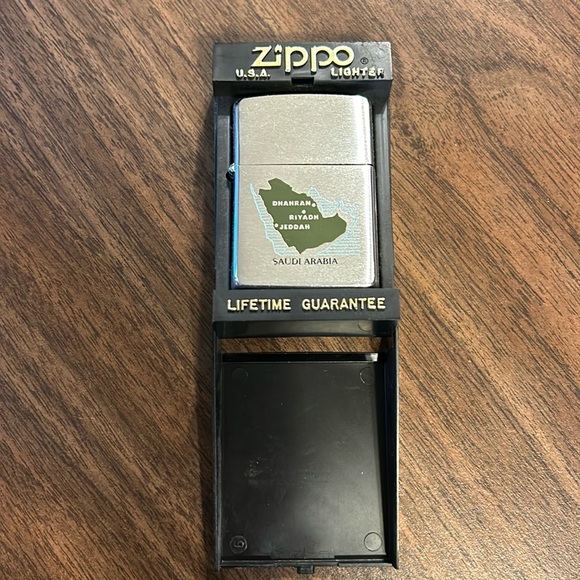 Zippo®
U.S.A. LIGHTER
DHAHRAN
RIYADH
JEDDAH
SAUDI ARABIA
LIFETIME GUARANTEE